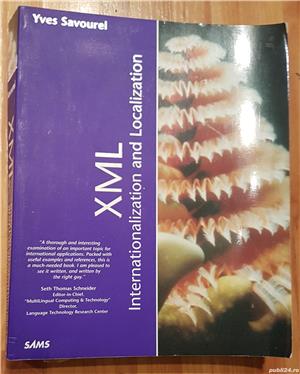 Yves Savourel
XML
Internationalization and Localization
"A thorough and interesting
examination of an important topic for
international applications. Packed with
useful examples and references, this is
a much-needed book. I am pleased to
see it written, and written by
the right guy."
Seth Thomas Schneider
Editor-in-Chief,
"MultiLingual Computing & Technology"
Director,
Language Technology Research Center
SAMS
XML
publi24.ro